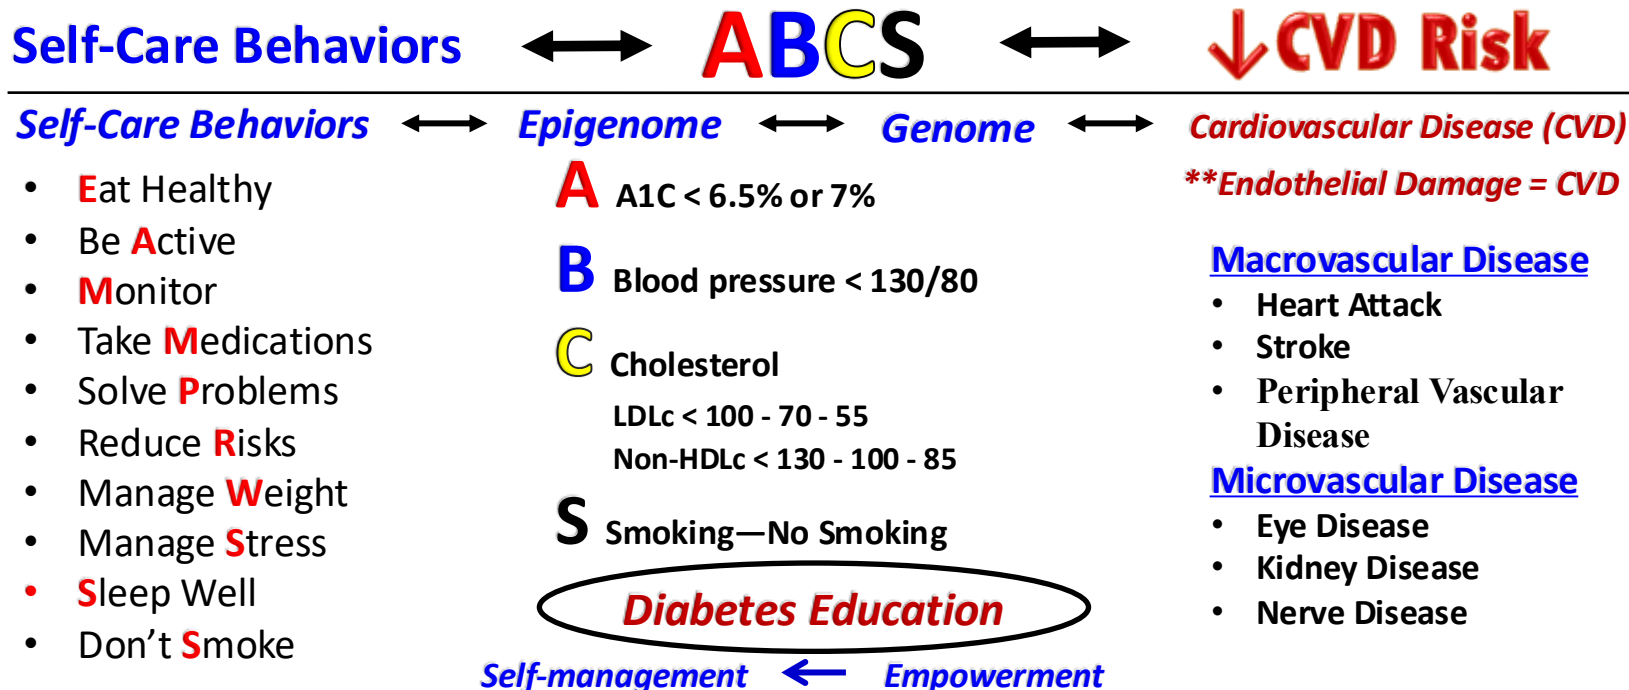 Self-Care Behaviors ↔ ABCS ↔ ↓CVD Risk
Self-Care Behaviors ↔ Epigenome ↔ Genome ↔ Cardiovascular Disease (CVD)
• Eat Healthy
• Be Active
• Monitor
• Take Medications
• Solve Problems
• Reduce Risks
• Manage Weight
• Manage Stress
• Sleep Well
• Don't Smoke
A A1C < 6.5% or 7%
B Blood pressure < 130/80
C Cholesterol
LDLc < 100 - 70 - 55
Non-HDLc < 130 - 100 - 85
S Smoking—No Smoking
Diabetes Education
Self-management ← Empowerment
**Endothelial Damage = CVD
Macrovascular Disease
• Heart Attack
• Stroke
• Peripheral Vascular
Disease
Microvascular Disease
• Eye Disease
• Kidney Disease
• Nerve Disease